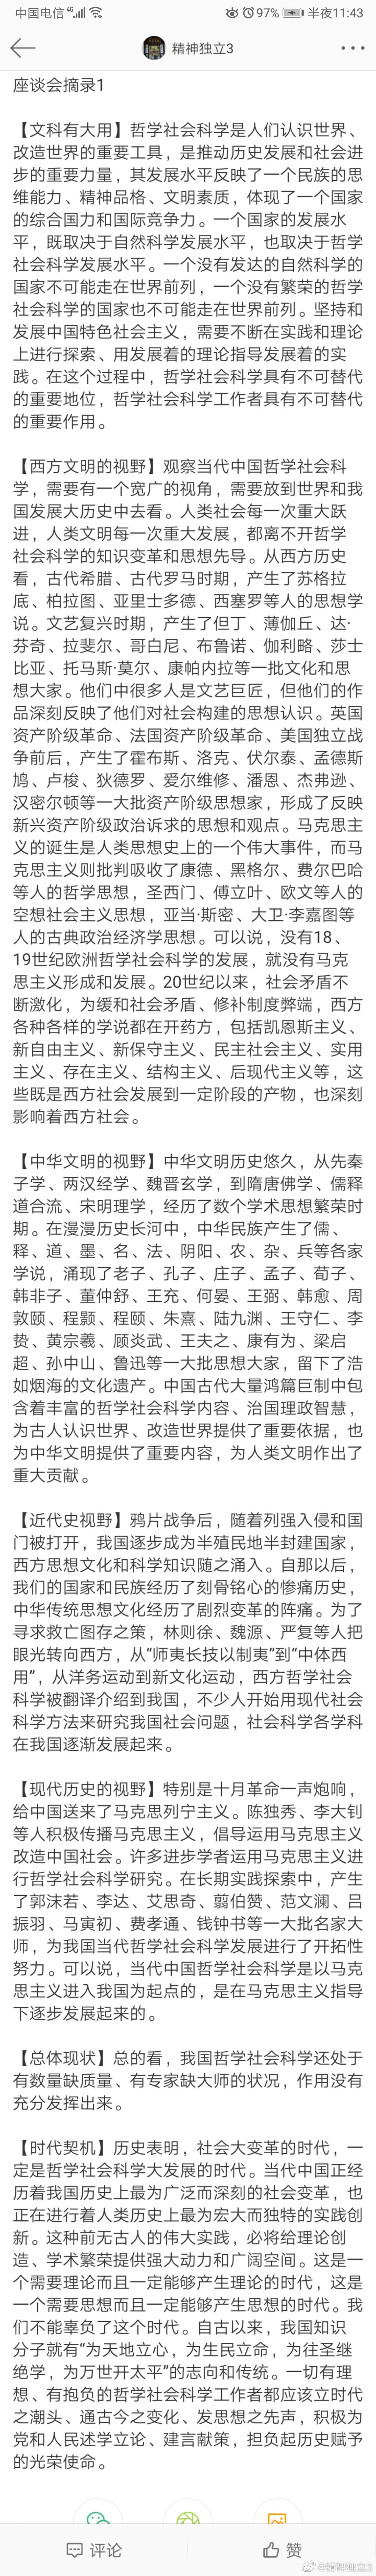 中国电信 97% 半夜11:43
精神独立3
座谈会摘录1
【文科有大用】哲学社会科学是人们认识世界、
改造世界的重要工具，是推动历史发展和社会进
步的重要力量，其发展水平反映了一个民族的思
维能力、精神品格、文明素质，体现了一个国家
的综合国力和国际竞争力。一个国家的发展水
平，既取决于自然科学发展水平，也取决于哲学
社会科学发展水平。一个没有发达的自然科学的
国家不可能走在世界前列，一个没有繁荣的哲学
社会科学的国家也不可能走在世界前列。坚持和
发展中国特色社会主义，需要不断在实践和理论
上进行探索、用发展着的理论指导发展着的实
践。在这个过程中，哲学社会科学具有不可替代
的重要地位，哲学社会科学工作者具有不可替代
的重要作用。
【西方文明的视野】观察当代中国哲学社会科
学，需要有一个宽广的视角，需要放到世界和我
国发展大历史中去看。人类社会每一次重大跃
进，人类文明每一次重大发展，都离不开哲学
社会科学的知识变革和思想先导。从西方历史
看，古代希腊、古代罗马时期，产生了苏格拉
底、柏拉图、亚里士多德、西塞罗等人的思想学
说。文艺复兴时期，产生了但丁、薄伽丘、达·
芬奇、拉斐尔、哥白尼、布鲁诺、伽利略、莎士
比亚、托马斯·莫尔、康帕内拉等一批文化和思
想大家。他们中很多人是文艺巨匠，但他们的作
品深刻反映了他们对社会构建的思想认识。英国
资产阶级革命、法国资产阶级革命、美国独立战
争前后，产生了霍布斯、洛克、伏尔泰、孟德斯
鸠、卢梭、狄德罗、爱尔维修、潘恩、杰弗逊、
汉密尔顿等一大批资产阶级思想家，形成了反映
新兴资产阶级政治诉求的思想和观点。马克思主
义的诞生是人类思想史上的一个伟大事件，而马
克思主义则批判吸收了康德、黑格尔、费尔巴哈
等人的哲学思想，圣西门、傅立叶、欧文等人的
空想社会主义思想，亚当·斯密、大卫·李嘉图等
人的古典政治经济学思想。可以说，没有18、
19世纪欧洲哲学社会科学的发展，就没有马克
思主义形成和发展。20世纪以来，社会矛盾不
断激化，为缓和社会矛盾、修补制度弊端，西方
各种各样的学说都在开药方，包括凯恩斯主义、
新自由主义、新保守主义、民主社会主义、实用
主义、存在主义、结构主义、后现代主义等，这
些既是西方社会发展到一定阶段的产物，也深刻
影响着西方社会。
【中华文明的视野】中华文明历史悠久，从先秦
子学、两汉经学、魏晋玄学，到隋唐佛学、儒释
道合流、宋明理学，经历了数个学术思想繁荣时
期。在漫漫历史长河中，中华民族产生了儒、
释、道、墨、名、法、阴阳、农、杂、兵等各家
学说，涌现了老子、孔子、庄子、孟子、荀子、
韩非子、董仲舒、王充、何晏、王弼、韩愈、周
敦颐、程颢、程颐、朱熹、陆九渊、王守仁、李
贽、黄宗羲、顾炎武、王夫之、康有为、梁启
超、孙中山、鲁迅等一大批思想大家，留下了浩
如烟海的文化遗产。中国古代大量鸿篇巨制中包
含着丰富的哲学社会科学内容、治国理政智慧，
为古人认识世界、改造世界提供了重要依据，也
为中华文明提供了重要内容，为人类文明作出了
重大贡献。
【近代史视野】鸦片战争后，随着列强入侵和国
门被打开，我国逐步成为半殖民地半封建国家，
西方思想文化和科学知识随之涌入。自那以后，
我们的国家和民族经历了刻骨铭心的惨痛历史，
中华传统思想文化经历了剧烈变革的阵痛。为了
寻求救亡图存之策，林则徐、魏源、严复等人把
眼光转向西方，从“师夷长技以制夷”到“中体西
用”，从洋务运动到新文化运动，西方哲学社会
科学被翻译介绍到我国，不少人开始用现代社会
科学方法来研究我国社会问题，社会科学各学科
在我国逐渐发展起来。
【现代历史的视野】特别是十月革命一声炮响，
给中国送来了马克思列宁主义。陈独秀、李大钊
等人积极传播马克思主义，倡导运用马克思主义
改造中国社会。许多进步学者运用马克思主义进
行哲学社会科学研究。在长期实践探索中，产生
了郭沫若、李达、艾思奇、翦伯赞、范文澜、吕
振羽、马寅初、费孝通、钱钟书等一大批名家大
师，为我国当代哲学社会科学发展进行了开拓性
努力。可以说，当代中国哲学社会科学是以马克
思主义进入我国为起点的，是在马克思主义指导
下逐步发展起来的。
【总体现状】总的看，我国哲学社会科学还处于
有数量缺质量、有专家缺大师的状况，作用没有
充分发挥出来。
【时代契机】历史表明，社会大变革的时代，一
定是哲学社会科学大发展的时代。当代中国正经
历着我国历史上最为广泛而深刻的社会变革，也
正在进行着人类历史上最为宏大而独特的实践创
新。这种前无古人的伟大实践，必将给理论创
造、学术繁荣提供强大动力和广阔空间。这是一
个需要理论而且一定能够产生理论的时代，这是
一个需要思想而且一定能够产生思想的时代。我
们不能辜负了这个时代。自古以来，我国知识
分子就有“为天地立心，为生民立命，为往圣继
绝学，为万世开太平”的志向和传统。一切有理
想、有抱负的哲学社会科学工作者都应该立时代
之潮头、通古今之变化、发思想之先声，积极为
党和人民述学立论、建言献策，担负起历史赋予
的光荣使命。
评论 赞
@精神独立3